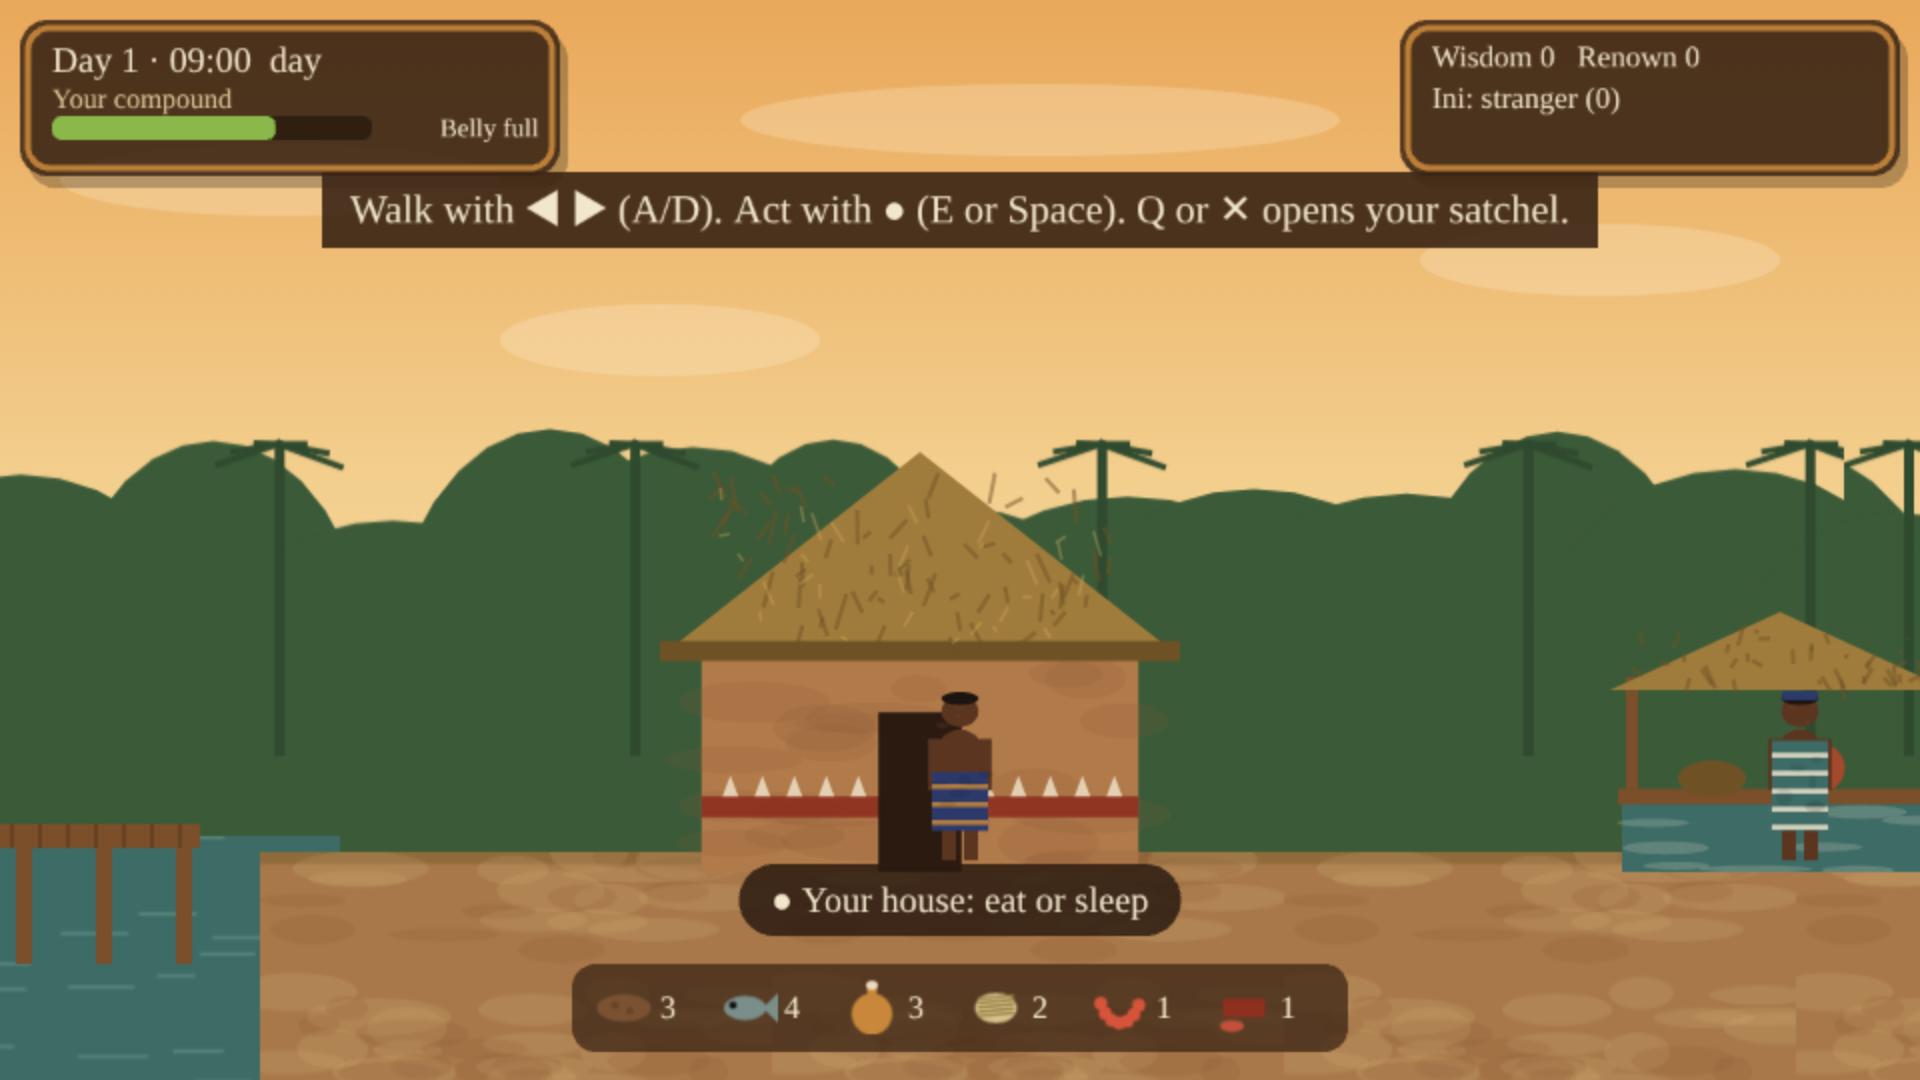 Day 1 · 09:00 day
Your compound
Belly full
Wisdom 0 Renown 0
Ini: stranger (0)
Walk with ◀ ▶ (A/D). Act with ● (E or Space). Q or ✕ opens your satchel.
● Your house: eat or sleep
3 4 3 2 1 1